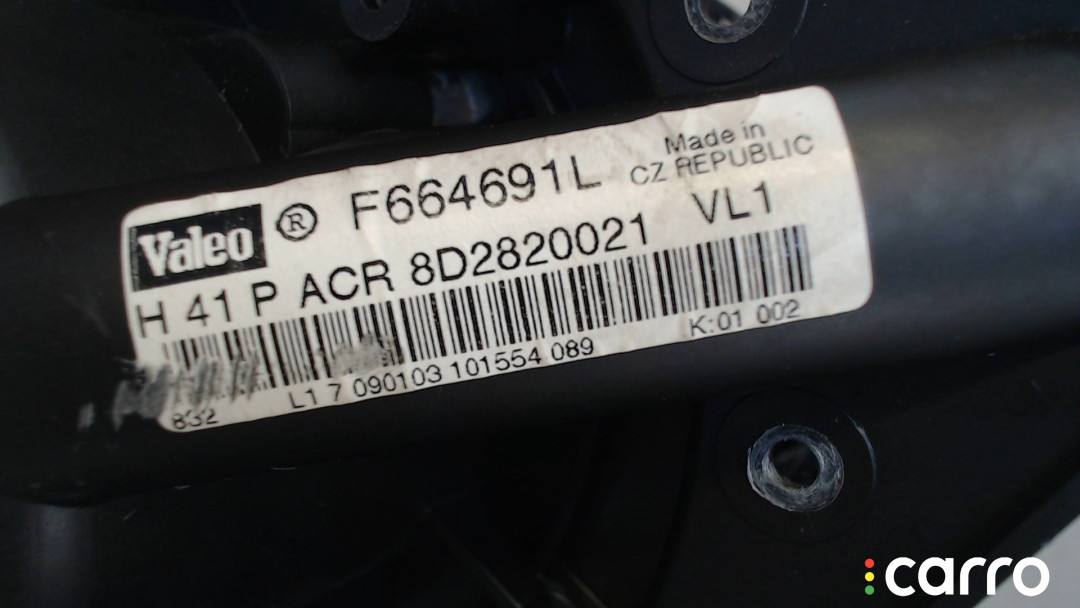 Valeo ® F664691L Made in
CZ REPUBLIC
H 41 P ACR 8D2820021 VL1
832 L1 7 090103 101554 089 K:01 002
carro